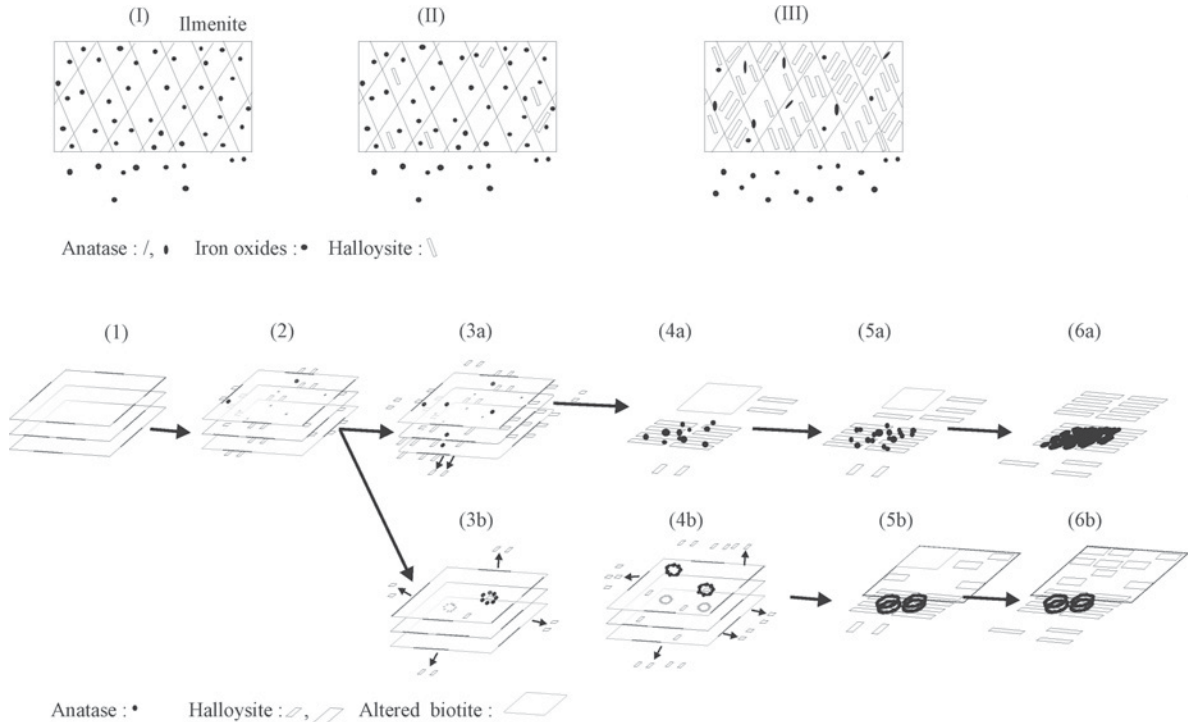 (I) (II) (III)
Ilmenite
Anatase : /, Iron oxides : Halloysite :
(1) (2) (3a) (4a) (5a) (6a)
(3b) (4b) (5b) (6b)
Anatase : Halloysite : , Altered biotite :